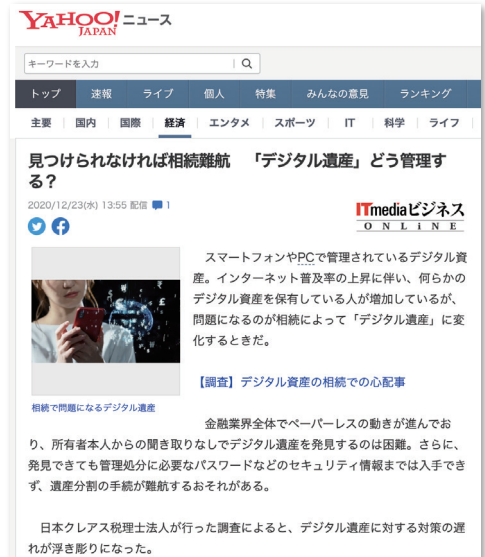 YAHOO! ニュース
JAPAN
キーワードを入力
トップ 速報 ライブ 個人 特集 みんなの意見 ランキング
主要 国内 国際 経済 エンタメ スポーツ IT 科学 ライフ
見つけられなければ相続難航　「デジタル遺産」どう管理す
る？
2020/12/23(水) 13:55 配信 1
ITmediaビジネス
ONLiNE
スマートフォンやPCで管理されているデジタル資
産。インターネット普及率の上昇に伴い、何らかの
デジタル資産を保有している人が増加しているが、
問題になるのが相続によって「デジタル遺産」に変
化するときだ。
【調査】デジタル資産の相続での心配事
相続で問題になるデジタル遺産
金融業界全体でペーパーレスの動きが進んでお
り、所有者本人からの聞き取りなしでデジタル遺産を発見するのは困難。さらに、
発見できても管理処分に必要なパスワードなどのセキュリティ情報までは入手でき
ず、遺産分割の手続が難航するおそれがある。
日本クレアス税理士法人が行った調査によると、デジタル遺産に対する対策の遅
れが浮き彫りになった。